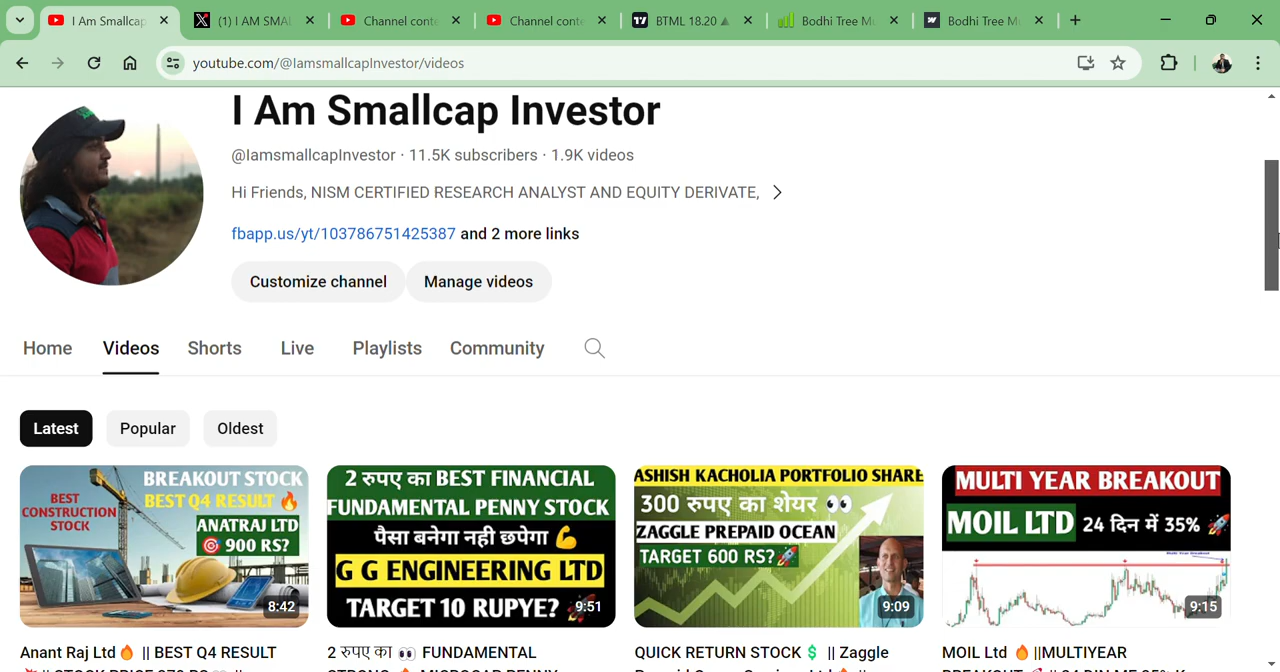 I Am Smallcap
(1) I AM SMAL
Channel conte
Channel conte
BTML 18.20
Bodhi Tree Mu
Bodhi Tree Mu
youtube.com/@IamsmallcapInvestor/videos
I Am Smallcap Investor
@IamsmallcapInvestor · 11.5K subscribers · 1.9K videos
Hi Friends, NISM CERTIFIED RESEARCH ANALYST AND EQUITY DERIVATE,
fbapp.us/yt/103786751425387 and 2 more links
Customize channel
Manage videos
Home
Videos
Shorts
Live
Playlists
Community
Latest
Popular
Oldest
BREAKOUT STOCK
BEST Q4 RESULT 🔥
BEST
CONSTRUCTION
STOCK
ANATRAJ LTD
🎯 900 RS?
8:42
2 रुपए का BEST FINANCIAL
FUNDAMENTAL PENNY STOCK
पैसा बनेगा नही छपेगा 💪
G G ENGINEERING LTD
TARGET 10 RUPYE? 🚀
9:51
ASHISH KACHOLIA PORTFOLIO SHARE
300 रुपए का शेयर 👀
ZAGGLE PREPAID OCEAN
TARGET 600 RS?🚀
9:09
MULTI YEAR BREAKOUT
MOIL LTD 24 दिन में 35% 🚀
9:15
Anant Raj Ltd🔥 || BEST Q4 RESULT
2 रुपए का 👀 FUNDAMENTAL
QUICK RETURN STOCK💲 || Zaggle
MOIL Ltd 🔥||MULTIYEAR